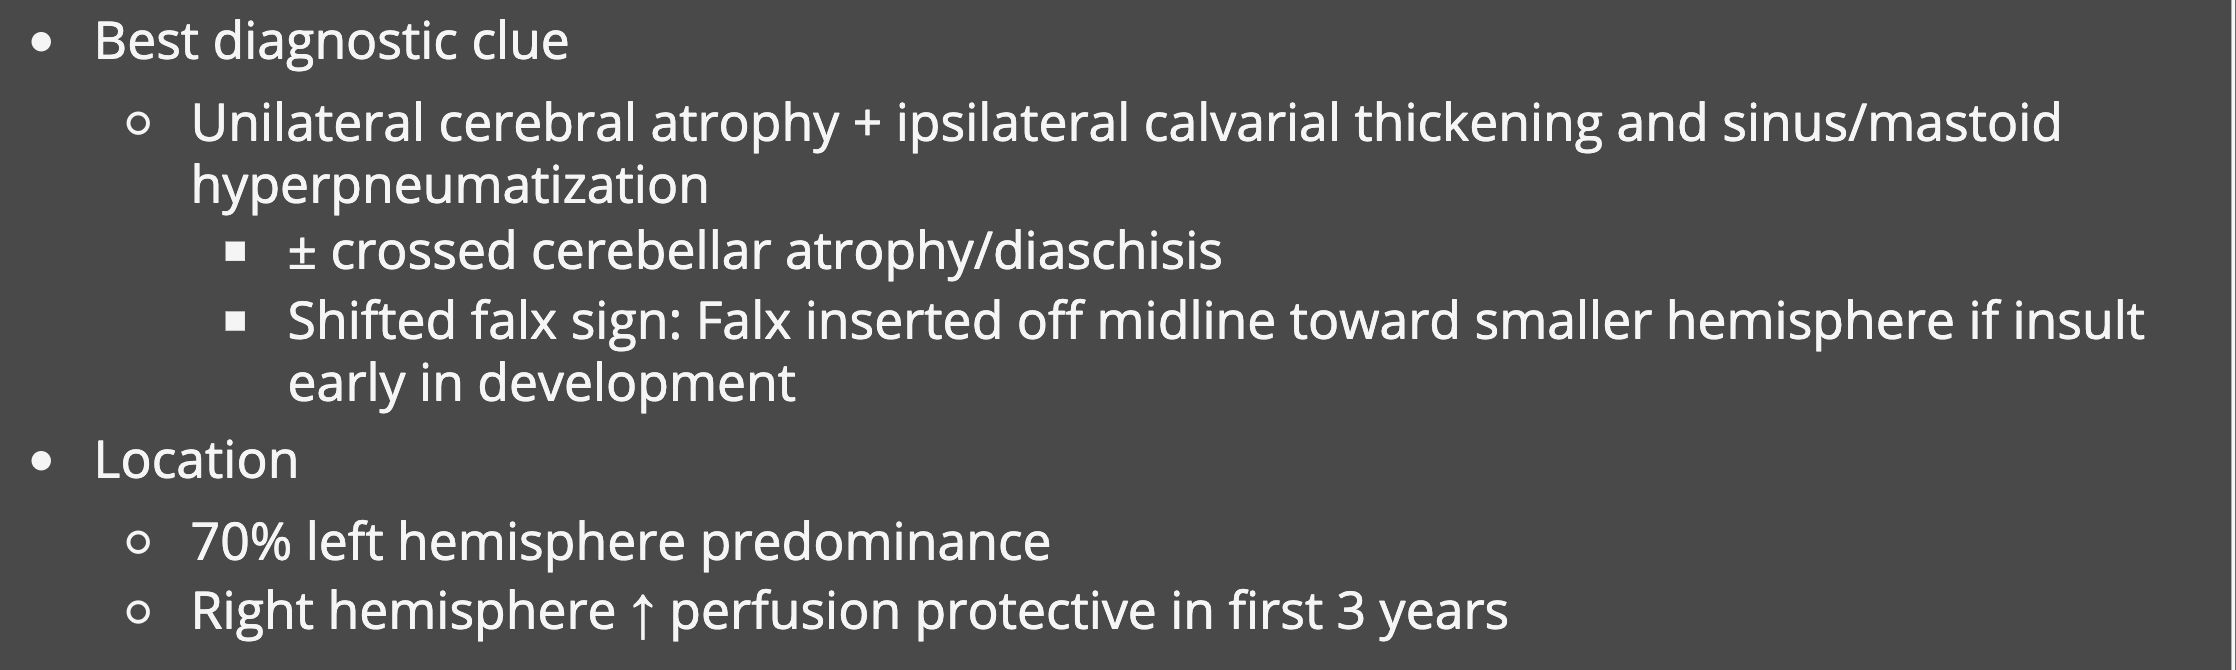 • Best diagnostic clue
○ Unilateral cerebral atrophy + ipsilateral calvarial thickening and sinus/mastoid
hyperpneumatization
▪ ± crossed cerebellar atrophy/diaschisis
▪ Shifted falx sign: Falx inserted off midline toward smaller hemisphere if insult
early in development
• Location
○ 70% left hemisphere predominance
○ Right hemisphere ↑ perfusion protective in first 3 years